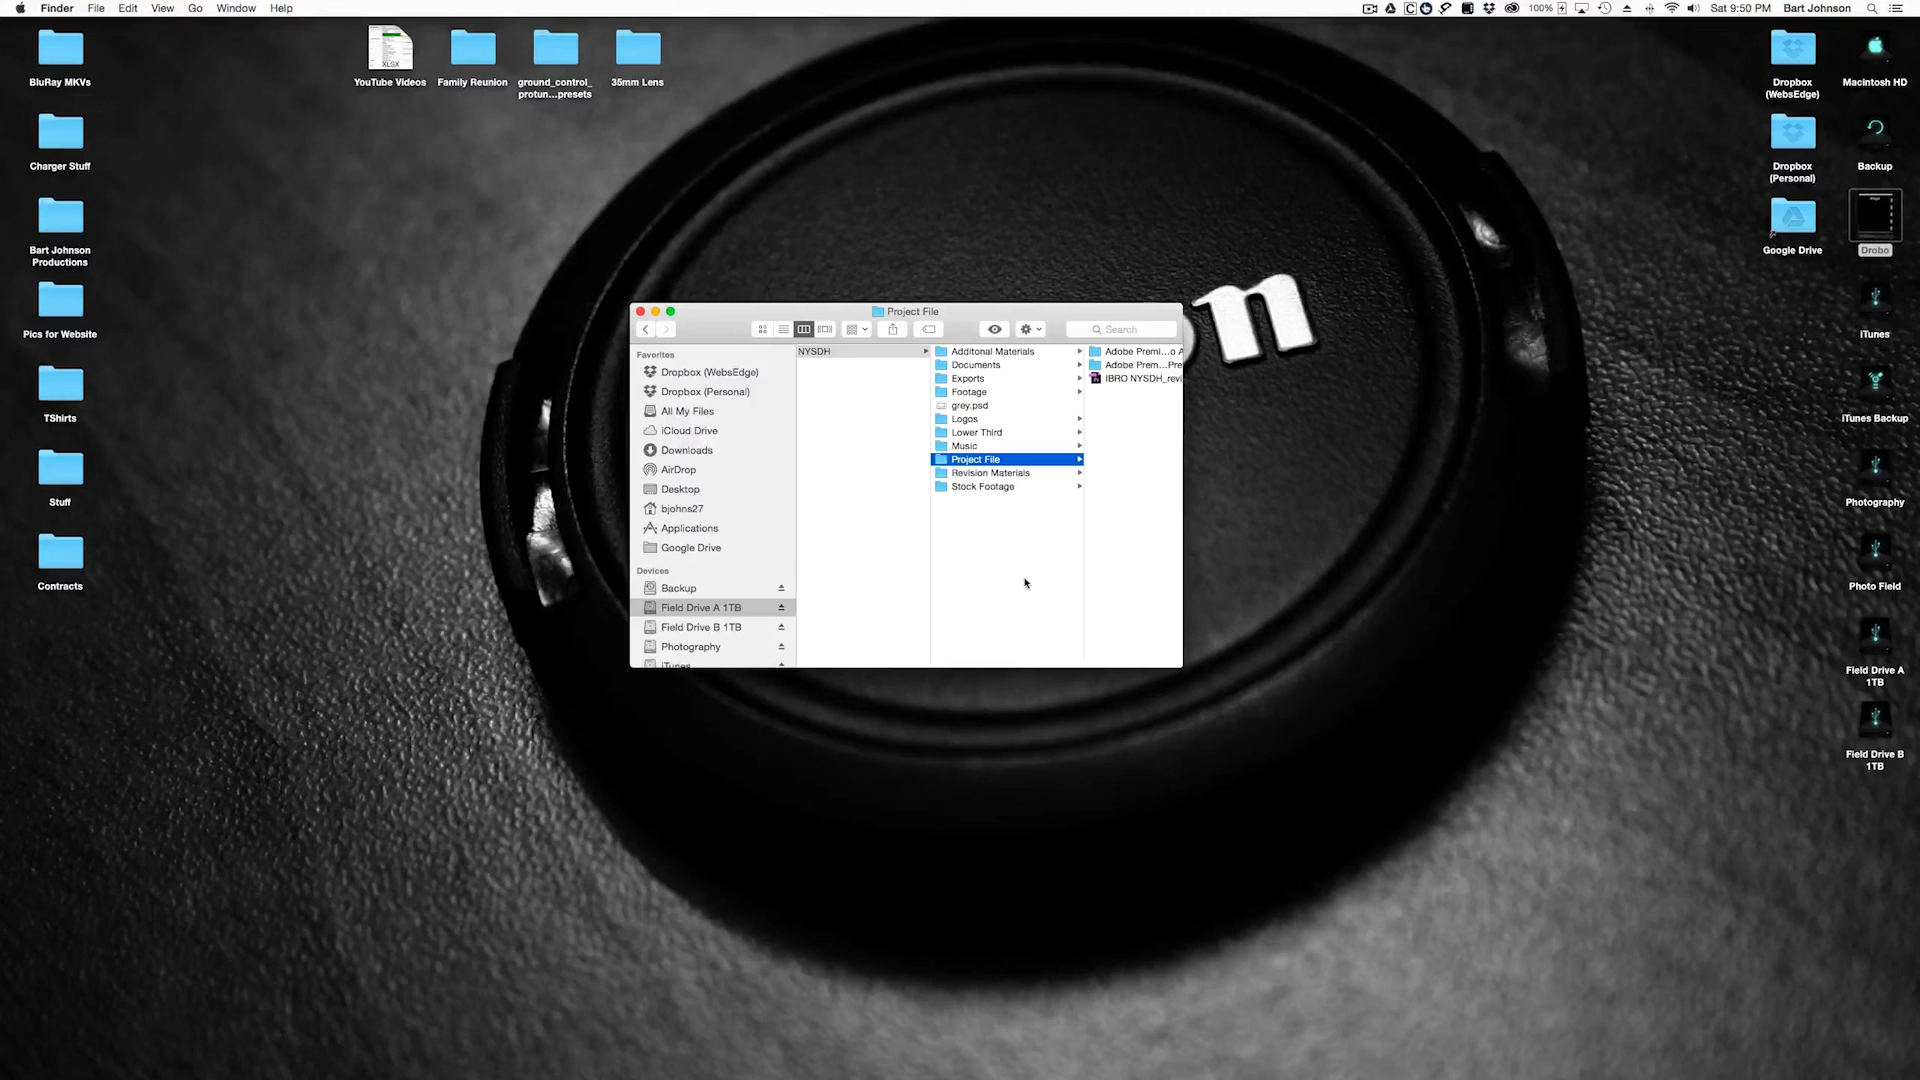 Finder File Edit View Go Window Help
100% Sat 9:50 PM Bart Johnson
BluRay MKVs
Charger Stuff
Bart Johnson
Productions
Pics for Website
TShirts
Stuff
Contracts
XLSX
YouTube Videos
Family Reunion
ground_control_
protun...presets
35mm Lens
Project File
Search
Favorites
Dropbox (WebsEdge)
Dropbox (Personal)
All My Files
iCloud Drive
Downloads
AirDrop
Desktop
bjohns27
Applications
Google Drive
Devices
Backup
Field Drive A 1TB
Field Drive B 1TB
Photography
iTunes
NYSDH
Additonal Materials
Documents
Exports
Footage
grey.psd
Logos
Lower Third
Music
Project File
Revision Materials
Stock Footage
Adobe Premi...o A
Adobe Prem...Pre
IBRO NYSDH_revi
on
Dropbox
(WebsEdge)
Dropbox
(Personal)
Google Drive
Macintosh HD
Backup
Drobo
iTunes
iTunes Backup
Photography
Photo Field
Field Drive A
1TB
Field Drive B
1TB